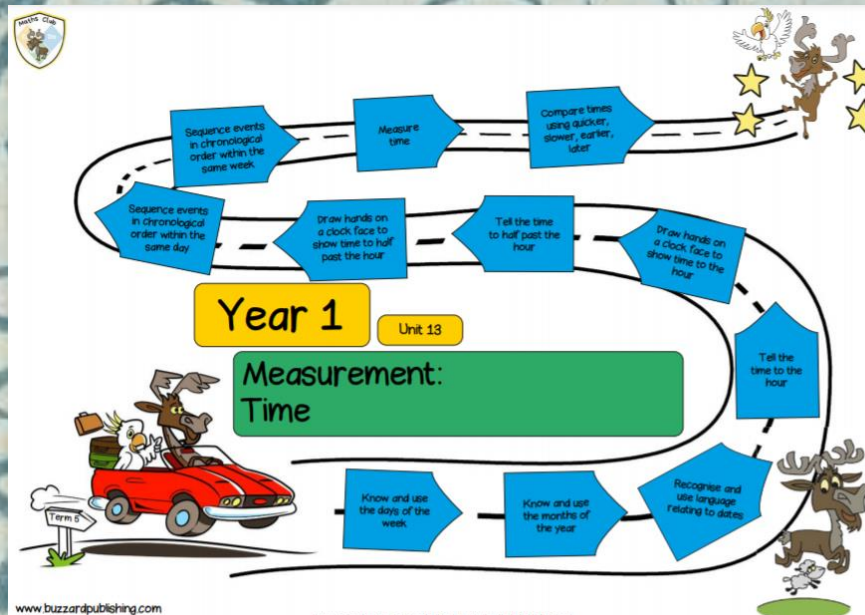 Maths Club
Sequence events
in chronological
order within the
same week
Measure
time
Compare times
using quicker,
slower, earlier,
later
Sequence events
in chronological
order within the
same day
Draw hands on
a clock face to
show time to half
past the hour
Tell the time
to half past the
hour
Draw hands on
a clock face to
show time to the
hour
Year 1
Unit 13
Measurement:
Time
Tell the
time to the
hour
Term 5
Know and use
the days of the
week
Know and use
the months of
the year
Recognise and
use language
relating to dates
www.buzzardpublishing.com